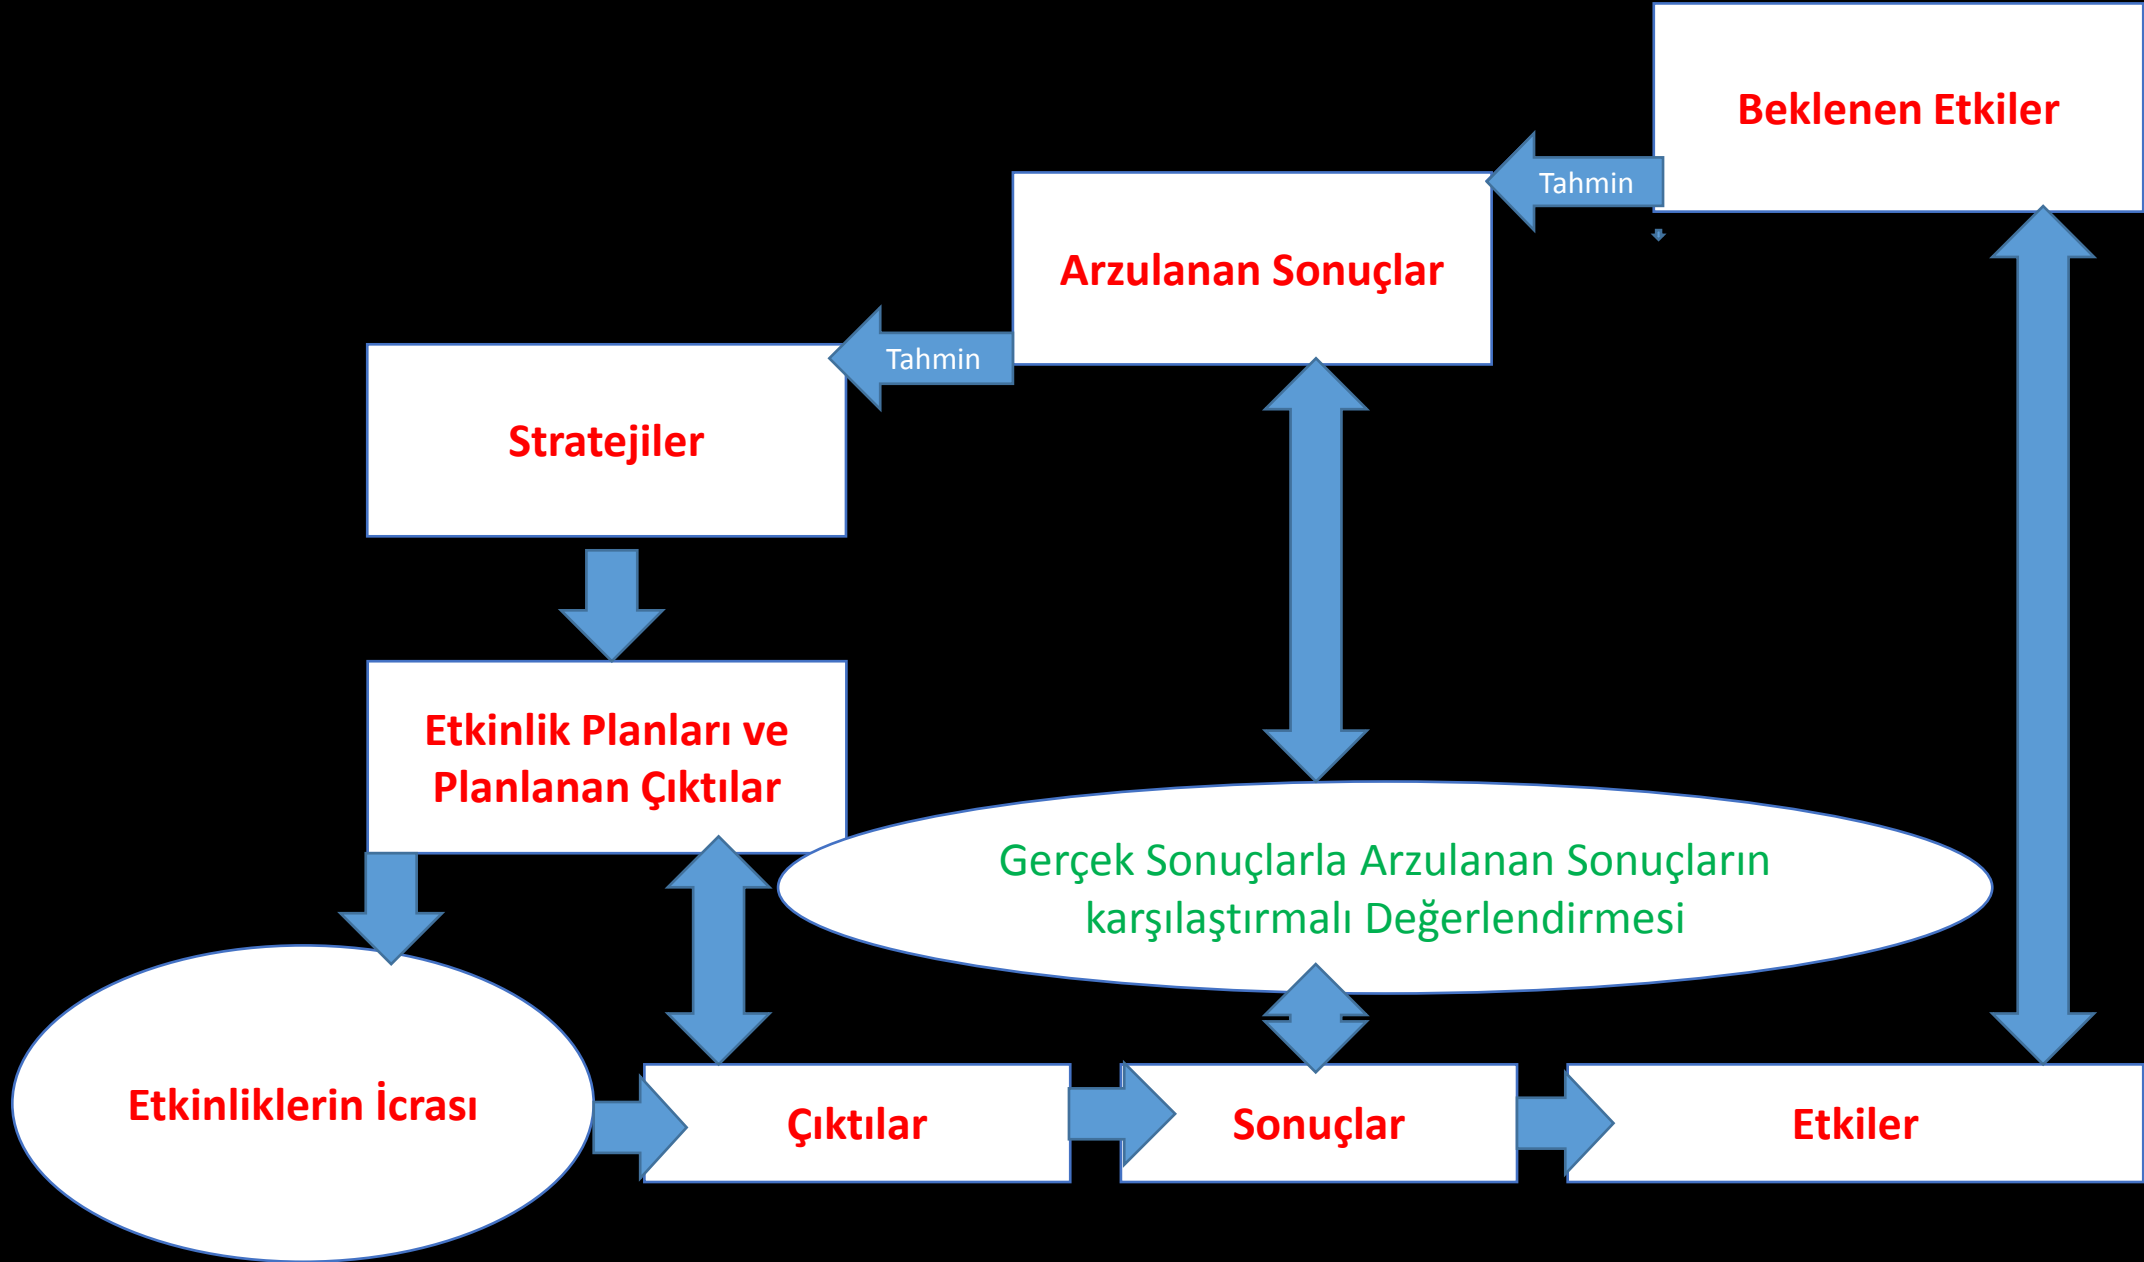 Beklenen Etkiler
Tahmin
Arzulanan Sonuçlar
Tahmin
Stratejiler
Etkinlik Planları ve
Planlanan Çıktılar
Gerçek Sonuçlarla Arzulanan Sonuçların
karşılaştırmalı Değerlendirmesi
Etkinliklerin İcrası
Çıktılar
Sonuçlar
Etkiler